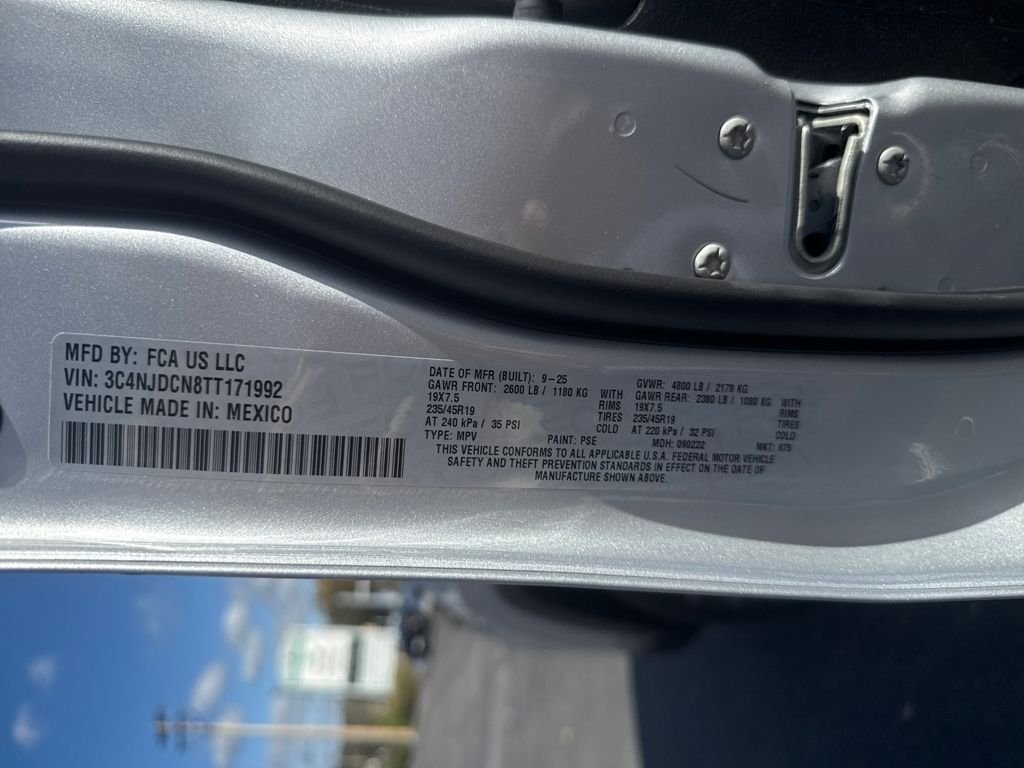 MFD BY: FCA US LLC
VIN: 3C4NJDCN8TT171992
VEHICLE MADE IN: MEXICO
DATE OF MFR (BUILT): 9-25 GVWR: 4800 LB / 2178 KG
GAWR FRONT: 2600 LB / 1180 KG WITH GAWR REAR: 2380 LB / 1080 KG WITH
19X7.5 RIMS 19X7.5 RIMS
235/45R19 TIRES 235/45R19 TIRES
AT 240 kPa / 35 PSI COLD AT 220 kPa / 32 PSI COLD
TYPE: MPV PAINT: PSE MDH: 090222 MKT: 875
THIS VEHICLE CONFORMS TO ALL APPLICABLE U.S.A. FEDERAL MOTOR VEHICLE
SAFETY AND THEFT PREVENTION STANDARDS IN EFFECT ON THE DATE OF
MANUFACTURE SHOWN ABOVE.